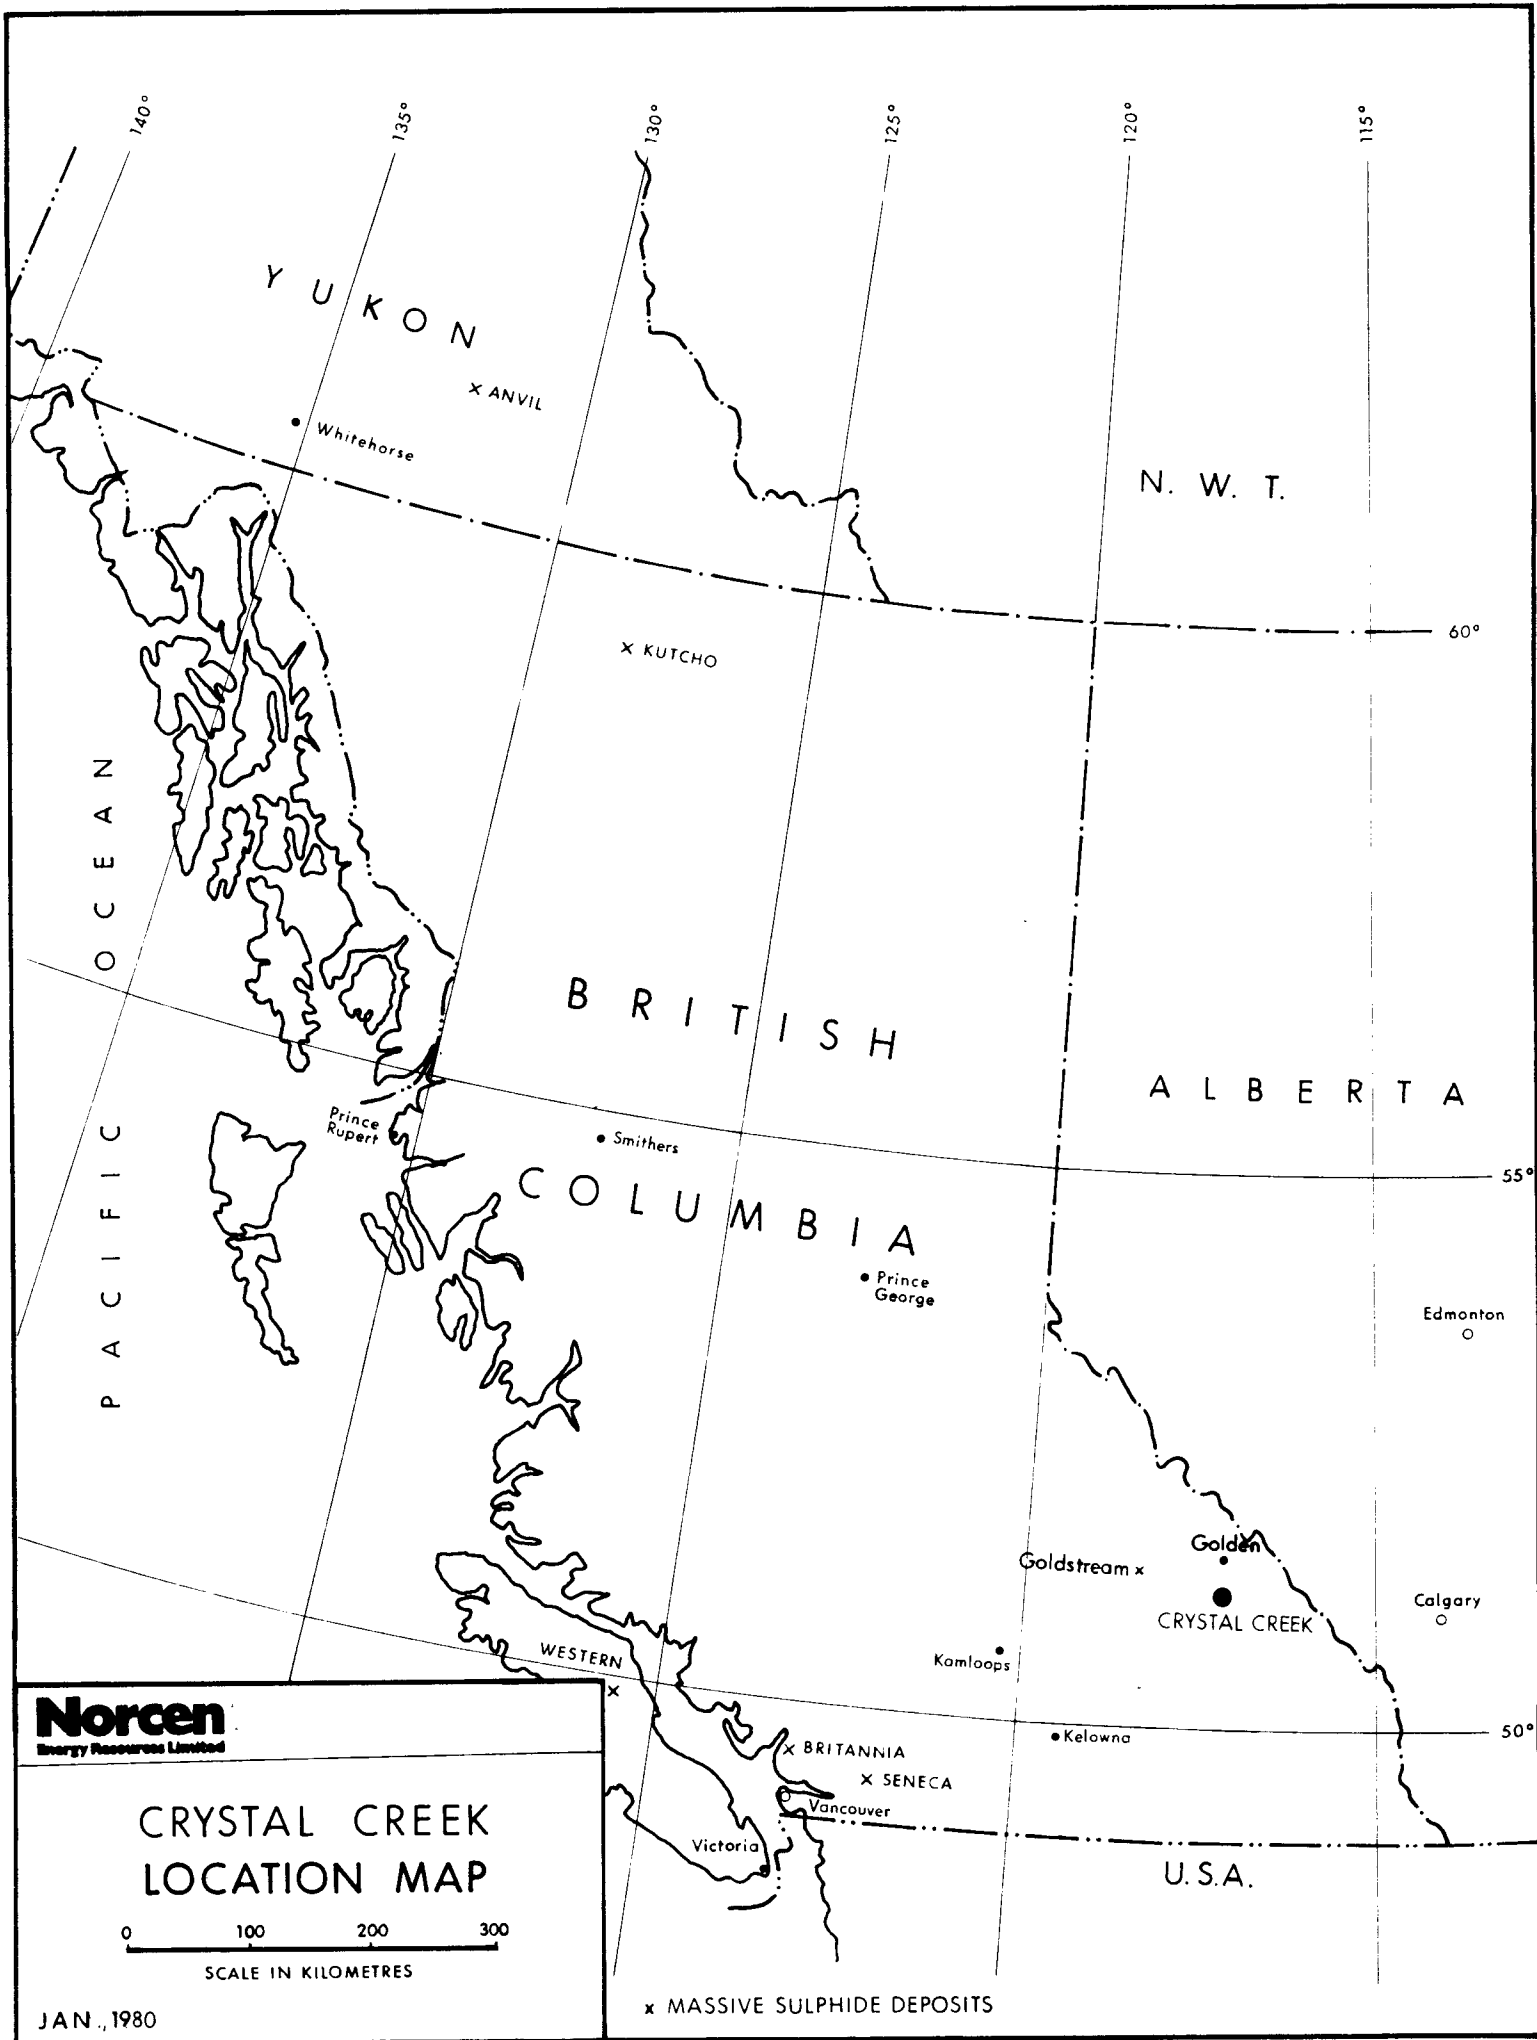 140°
135°
130°
125°
120°
115°
YUKON
x ANVIL
Whitehorse
N. W. T.
60°
x KUTCHO
PACIFIC OCEAN
BRITISH
COLUMBIA
ALBERTA
Prince
Rupert
Smithers
55°
Prince
George
Edmonton
Golden
Goldstream x
CRYSTAL CREEK
Calgary
Kamloops
WESTERN
x
50°
Kelowna
x BRITANNIA
x SENECA
Vancouver
Victoria
U.S.A.
Norcen
Energy Resources Limited
CRYSTAL CREEK
LOCATION MAP
0 100 200 300
SCALE IN KILOMETRES
JAN., 1980
x MASSIVE SULPHIDE DEPOSITS